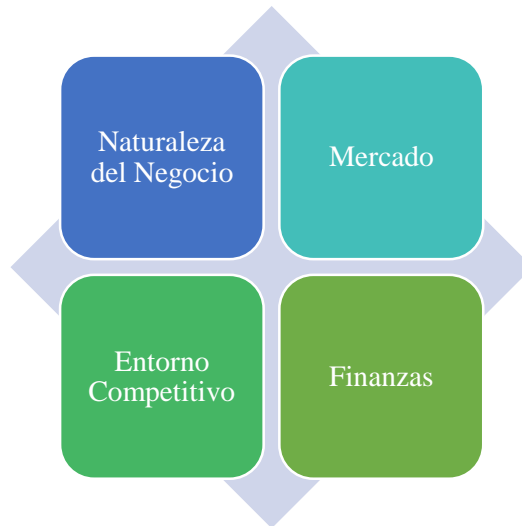 Naturaleza
del Negocio
Mercado
Entorno
Competitivo
Finanzas